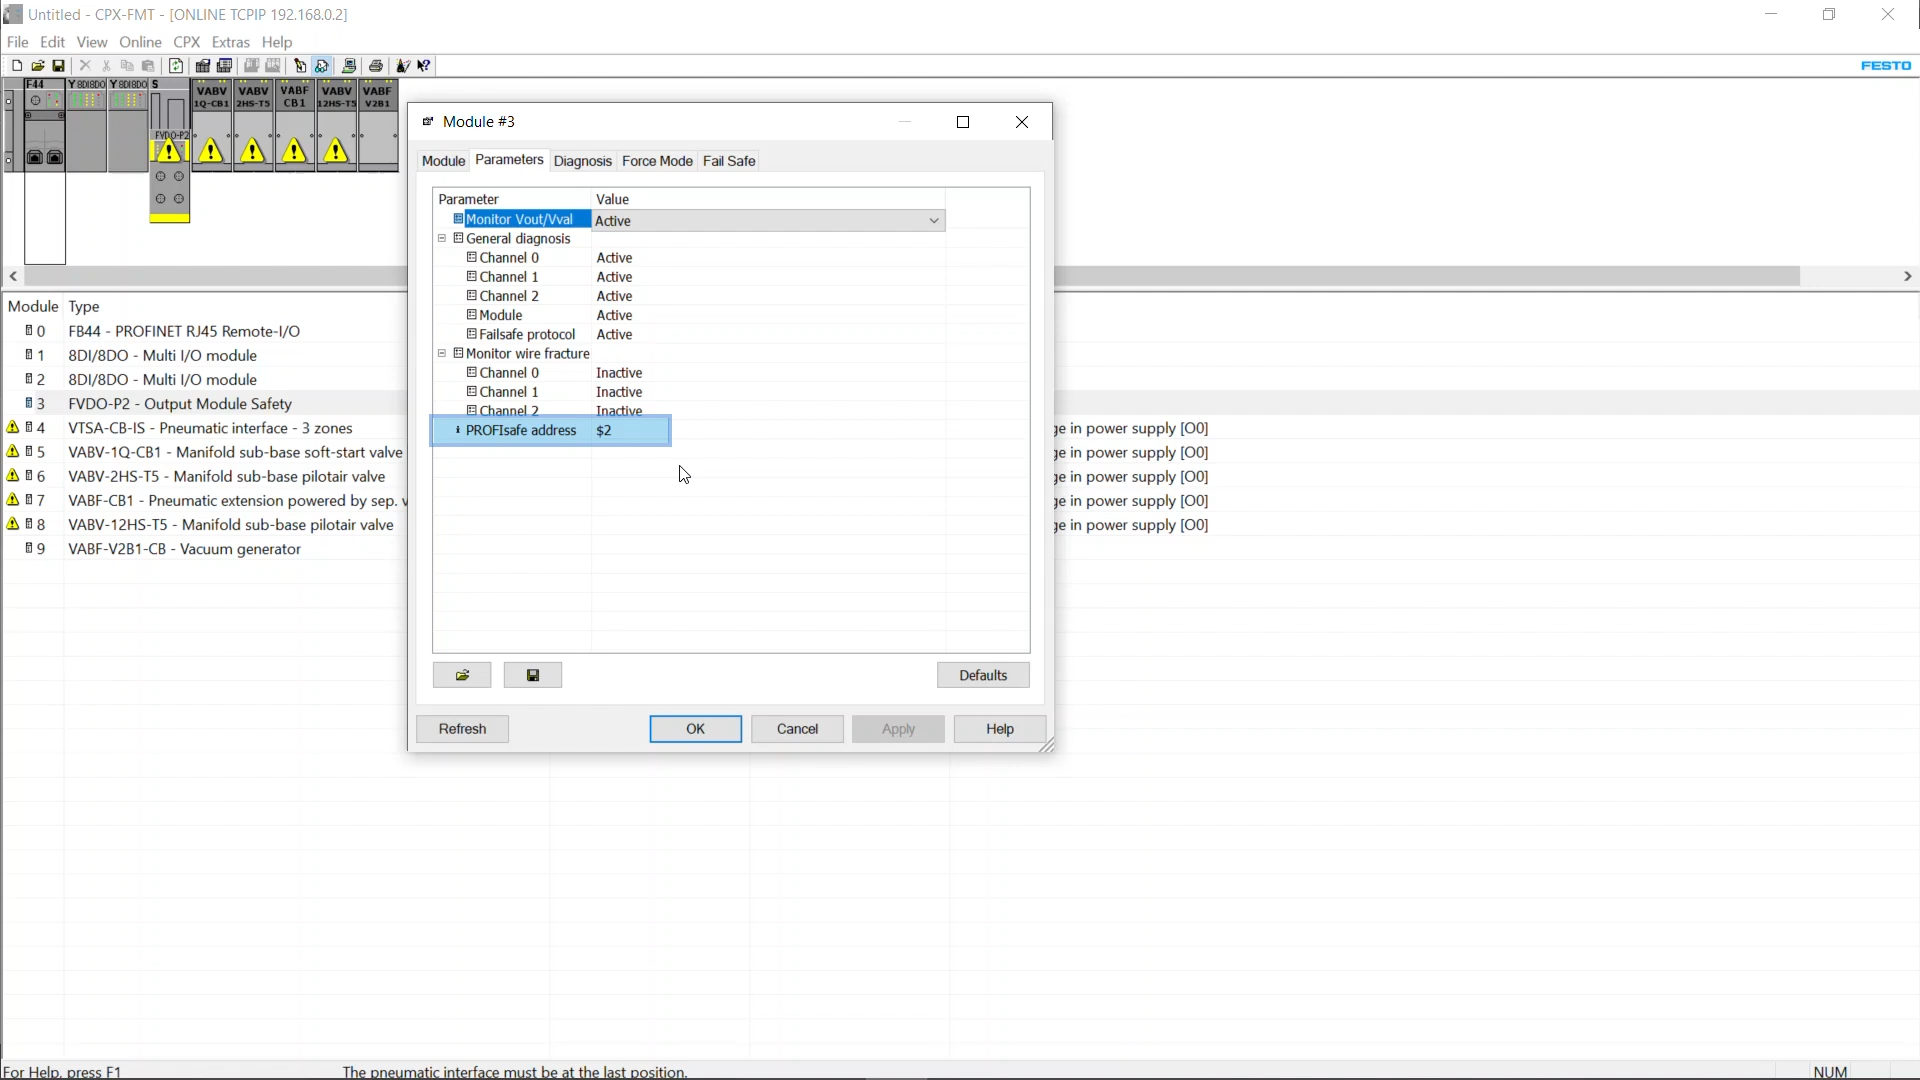 Untitled - CPX-FMT - [ONLINE TCPIP 192.168.0.2]
File Edit View Online CPX Extras Help
FESTO
F44 Y 8DI8DO Y 8DI8DO S VABV VABV VABF VABV VABF
1Q-CB1 2HS-T5 CB1 12HS-T5 V2B1
FVDO-P2
Module #3
Module Parameters Diagnosis Force Mode Fail Safe
Parameter Value
Monitor Vout/Vval Active
General diagnosis
Channel 0 Active
Channel 1 Active
Channel 2 Active
Module Active
Failsafe protocol Active
Monitor wire fracture
Channel 0 Inactive
Channel 1 Inactive
Channel 2 Inactive
PROFIsafe address $2
Defaults
Refresh OK Cancel Apply Help
Module Type
0 FB44 - PROFINET RJ45 Remote-I/O
1 8DI/8DO - Multi I/O module
2 8DI/8DO - Multi I/O module
3 FVDO-P2 - Output Module Safety
4 VTSA-CB-IS - Pneumatic interface - 3 zones ge in power supply [O0]
5 VABV-1Q-CB1 - Manifold sub-base soft-start valve ge in power supply [O0]
6 VABV-2HS-T5 - Manifold sub-base pilotair valve ge in power supply [O0]
7 VABF-CB1 - Pneumatic extension powered by sep. v ge in power supply [O0]
8 VABV-12HS-T5 - Manifold sub-base pilotair valve ge in power supply [O0]
9 VABF-V2B1-CB - Vacuum generator
For Help, press F1 The pneumatic interface must be at the last position. NUM